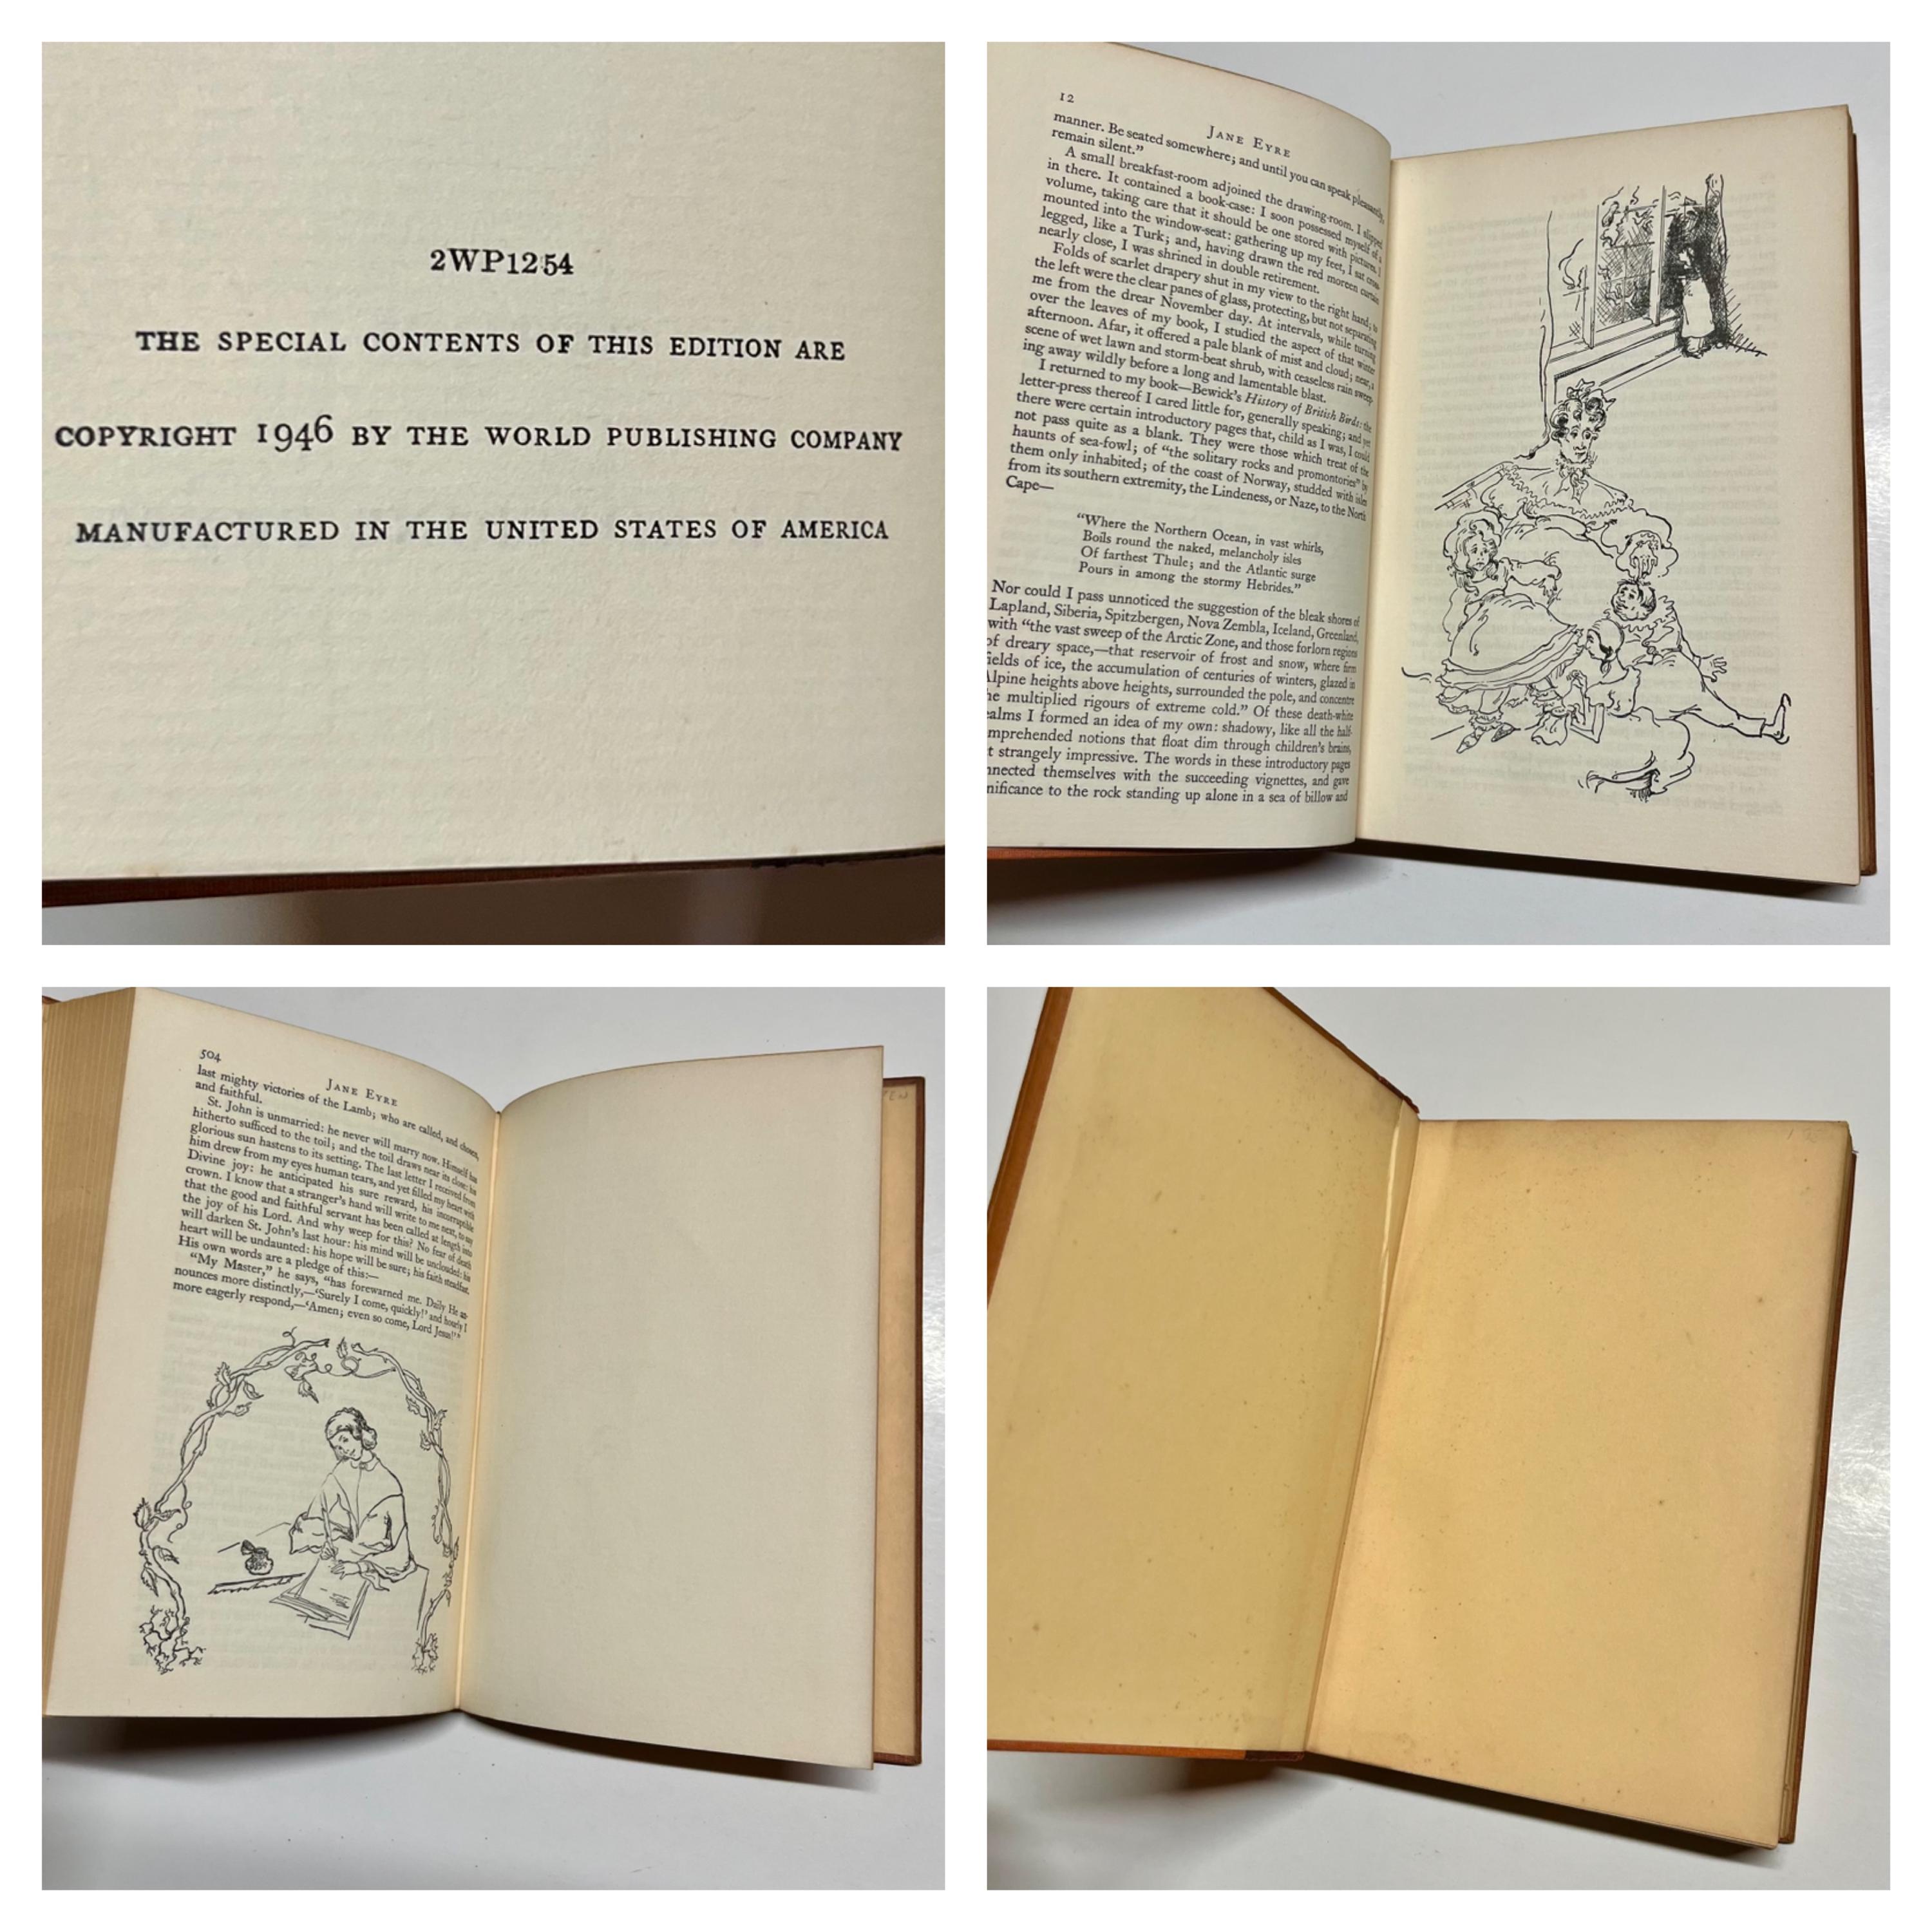 2WP1254
THE SPECIAL CONTENTS OF THIS EDITION ARE
COPYRIGHT 1946 BY THE WORLD PUBLISHING COMPANY
MANUFACTURED IN THE UNITED STATES OF AMERICA
12
JANE EYRE
manner. Be seated somewhere; and until you can speak pleasantly,
remain silent."
A small breakfast-room adjoined the drawing-room. I slipped
in there. It contained a book-case: I soon possessed myself of a
volume, taking care that it should be one stored with pictures. I
mounted into the window-seat: gathering up my feet, I sat cross-
legged, like a Turk; and, having drawn the red moreen curtain
nearly close, I was shrined in double retirement.
Folds of scarlet drapery shut in my view to the right hand; to
the left were the clear panes of glass, protecting, but not separating
me from the drear November day. At intervals, while turning
over the leaves of my book, I studied the aspect of that winter
afternoon. Afar, it offered a pale blank of mist and cloud; near, a
scene of wet lawn and storm-beat shrub, with ceaseless rain sweep-
ing away wildly before a long and lamentable blast.
I returned to my book—Bewick's History of British Birds: the
letter-press thereof I cared little for, generally speaking; and yet
there were certain introductory pages that, child as I was, I could
not pass quite as a blank. They were those which treat of the
haunts of sea-fowl; of "the solitary rocks and promontories" by
them only inhabited; of the coast of Norway, studded with isles
from its southern extremity, the Lindeness, or Naze, to the North
Cape—
"Where the Northern Ocean, in vast whirls,
Boils round the naked, melancholy isles
Of farthest Thule; and the Atlantic surge
Pours in among the stormy Hebrides."
Nor could I pass unnoticed the suggestion of the bleak shores of
Lapland, Siberia, Spitzbergen, Nova Zembla, Iceland, Greenland,
with "the vast sweep of the Arctic Zone, and those forlorn regions
of dreary space,—that reservoir of frost and snow, where firm
fields of ice, the accumulation of centuries of winters, glazed in
Alpine heights above heights, surrounded the pole, and concentre
he multiplied rigours of extreme cold." Of these death-white
ealms I formed an idea of my own: shadowy, like all the half-
mprehended notions that float dim through children's brains,
t strangely impressive. The words in these introductory pages
nnected themselves with the succeeding vignettes, and gave
nificance to the rock standing up alone in a sea of billow and
504
JANE EYRE
last mighty victories of the Lamb; who are called, and chosen,
and faithful.
St. John is unmarried: he never will marry now. Himself has
hitherto sufficed to the toil; and the toil draws near its close: his
glorious sun hastens to its setting. The last letter I received from
him drew from my eyes human tears, and yet filled my heart with
Divine joy: he anticipated his sure reward, his incorruptible
crown. I know that a stranger's hand will write to me next, to say
that the good and faithful servant has been called at length into
the joy of his Lord. And why weep for this? No fear of death
will darken St. John's last hour: his mind will be unclouded; his
heart will be undaunted: his hope will be sure; his faith steadfast.
His own words are a pledge of this:—
"My Master," he says, "has forewarned me. Daily He an-
nounces more distinctly,—'Surely I come, quickly!' and hourly I
more eagerly respond,—'Amen; even so come, Lord Jesus!'"